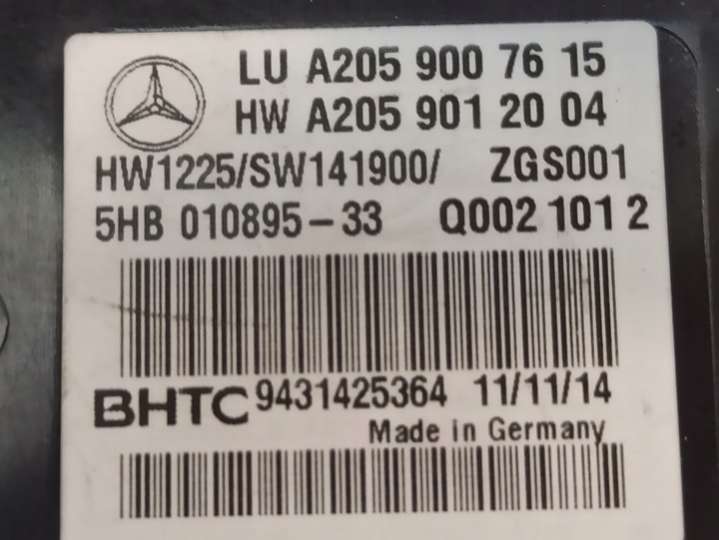 LU A205 900 76 15
HW A205 901 20 04
HW1225/SW141900/ ZGS001
5HB 010895-33 Q002 101 2
BHTC 9431425364 11/11/14
Made in Germany